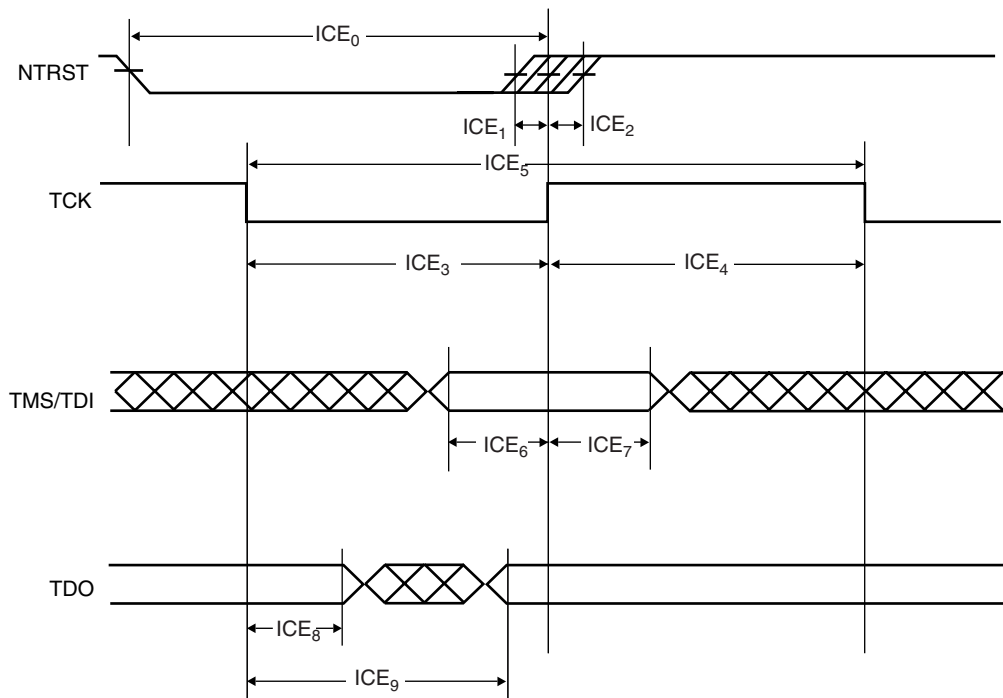 ICE₀
NTRST
ICE₁ ICE₂
ICE₅
TCK
ICE₃ ICE₄
TMS/TDI
ICE₆ ICE₇
TDO
ICE₈
ICE₉